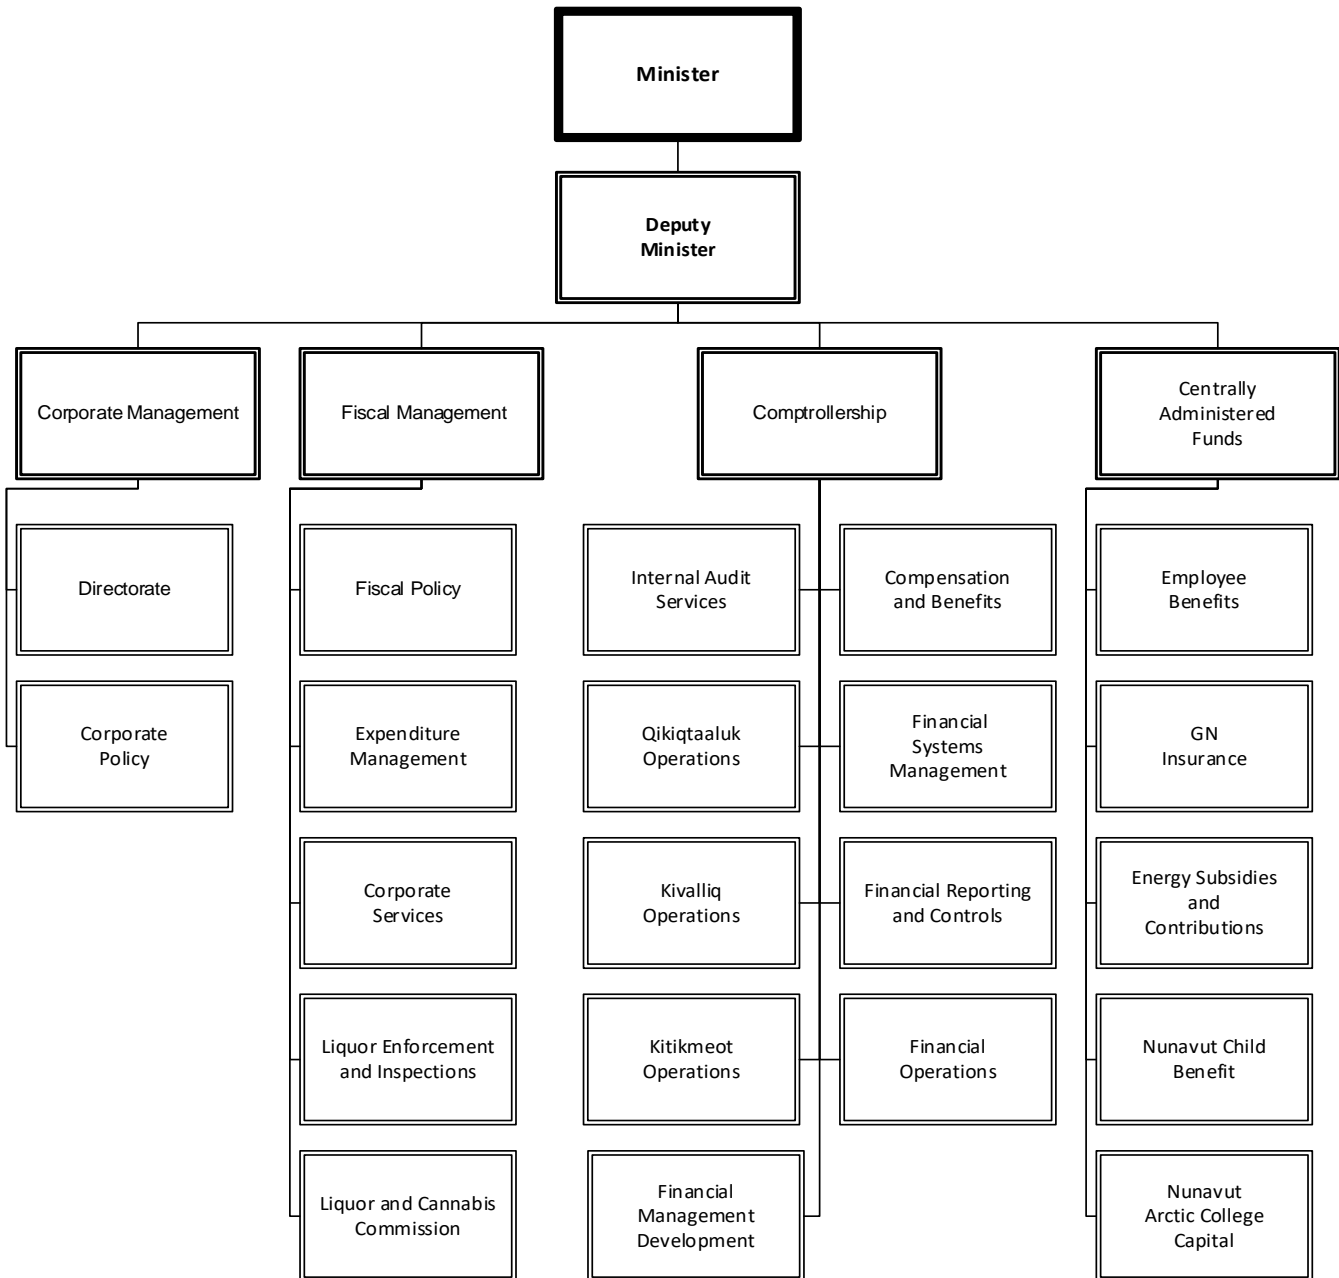 Minister
Deputy
Minister
Corporate Management
Fiscal Management
Comptrollership
Centrally
Administered
Funds
Directorate
Fiscal Policy
Internal Audit
Services
Compensation
and Benefits
Employee
Benefits
Corporate
Policy
Expenditure
Management
Qikiqtaaluk
Operations
Financial
Systems
Management
GN
Insurance
Corporate
Services
Kivalliq
Operations
Financial Reporting
and Controls
Energy Subsidies
and
Contributions
Liquor Enforcement
and Inspections
Kitikmeot
Operations
Financial
Operations
Nunavut Child
Benefit
Liquor and Cannabis
Commission
Financial
Management
Development
Nunavut
Arctic College
Capital